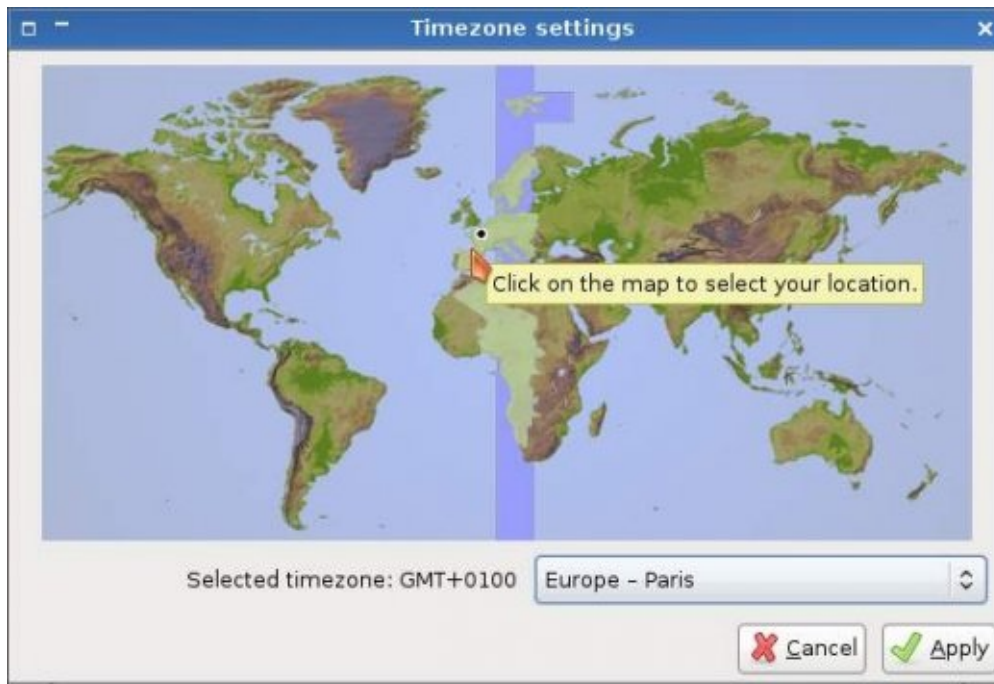 Timezone settings
Click on the map to select your location.
Selected timezone: GMT+0100
Europe – Paris
Cancel
Apply